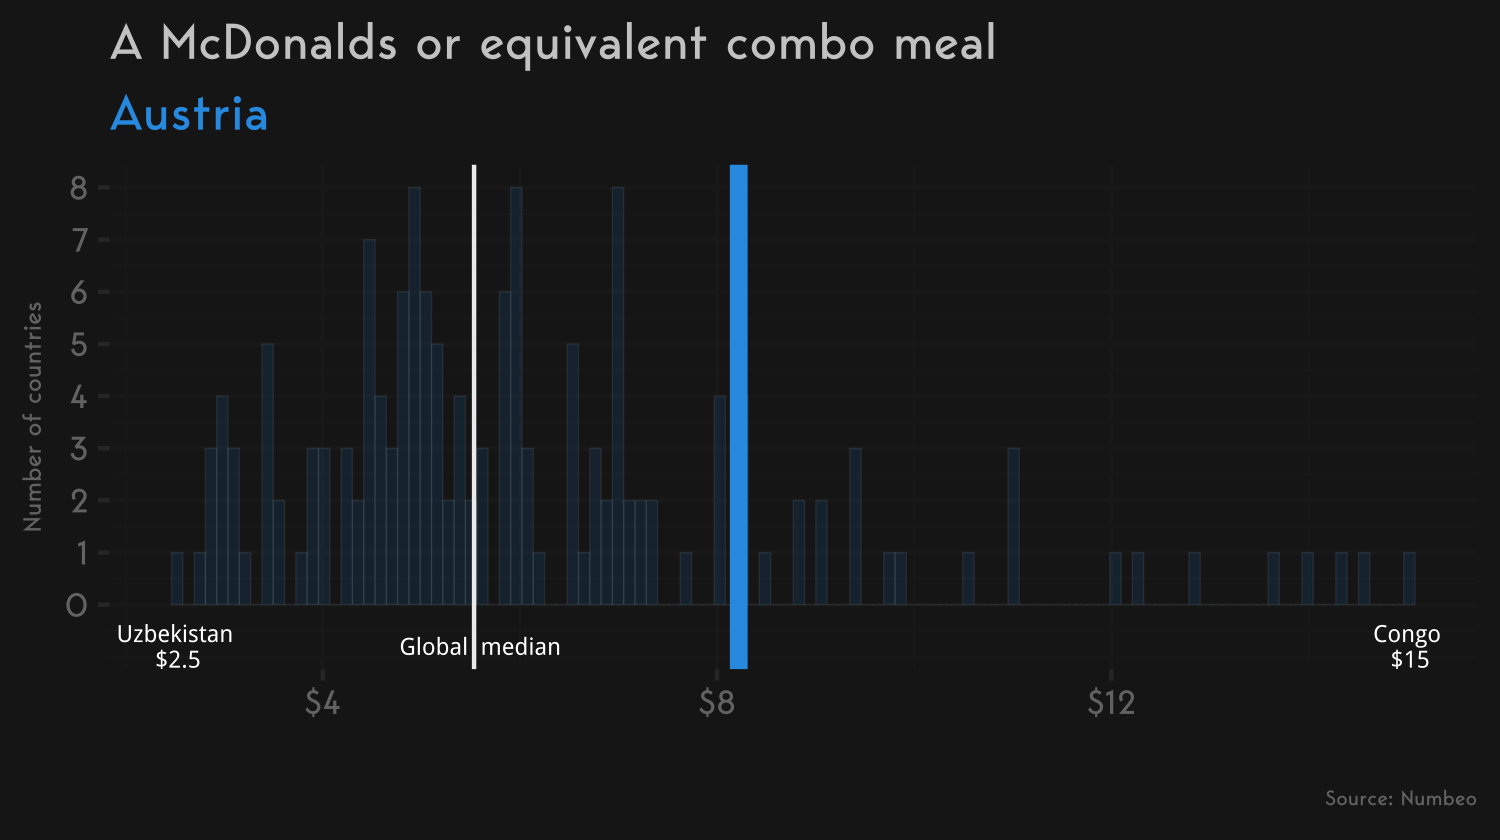 A McDonalds or equivalent combo meal
Austria
Number of countries
8
7
6
5
4
3
2
1
0
Uzbekistan
$2.5
Global median
Congo
$15
$4 $8 $12
Source: Numbeo